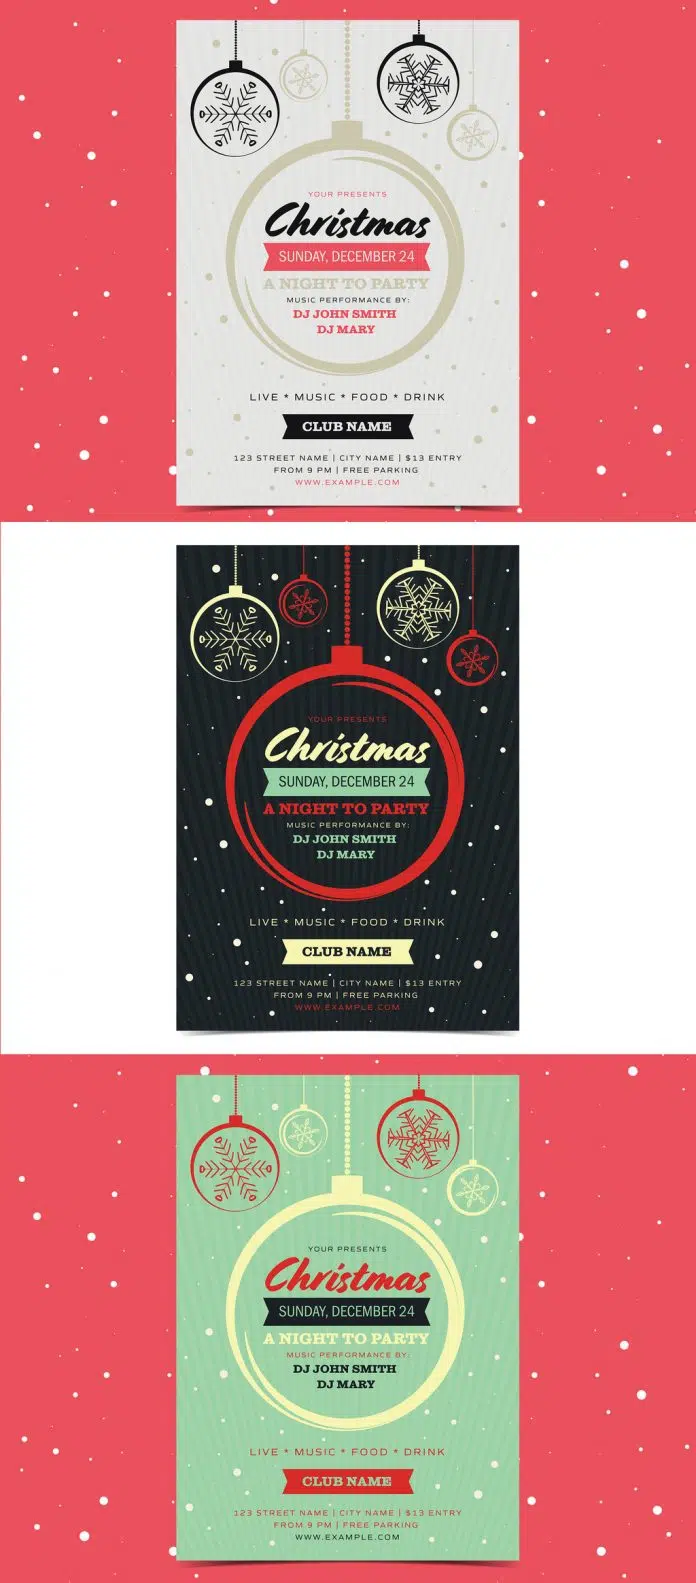 YOUR PRESENTS
Christmas
SUNDAY, DECEMBER 24
A NIGHT TO PARTY
MUSIC PERFORMANCE BY:
DJ JOHN SMITH
DJ MARY
LIVE * MUSIC * FOOD * DRINK
CLUB NAME
123 STREET NAME | CITY NAME | $13 ENTRY
FROM 9 PM | FREE PARKING
WWW.EXAMPLE.COM
YOUR PRESENTS
Christmas
SUNDAY, DECEMBER 24
A NIGHT TO PARTY
MUSIC PERFORMANCE BY:
DJ JOHN SMITH
DJ MARY
LIVE * MUSIC * FOOD * DRINK
CLUB NAME
123 STREET NAME | CITY NAME | $13 ENTRY
FROM 9 PM | FREE PARKING
WWW.EXAMPLE.COM
YOUR PRESENTS
Christmas
SUNDAY, DECEMBER 24
A NIGHT TO PARTY
MUSIC PERFORMANCE BY:
DJ JOHN SMITH
DJ MARY
LIVE * MUSIC * FOOD * DRINK
CLUB NAME
123 STREET NAME | CITY NAME | $13 ENTRY
FROM 9 PM | FREE PARKING
WWW.EXAMPLE.COM